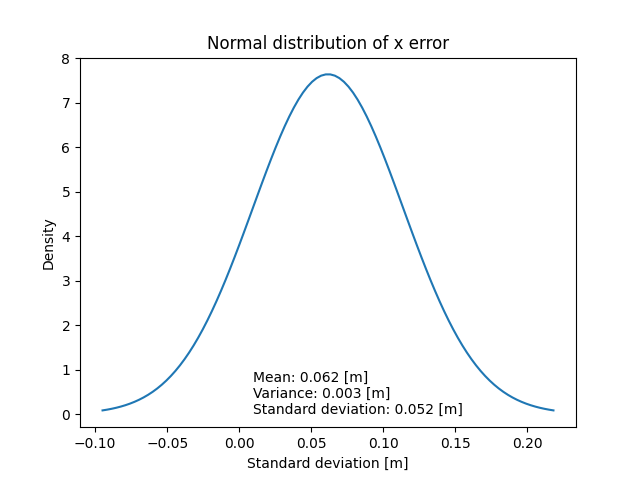 Normal distribution of x error
8
7
6
5
4
3
2
1
0
Density
Mean: 0.062 [m]
Variance: 0.003 [m]
Standard deviation: 0.052 [m]
−0.10 −0.05 0.00 0.05 0.10 0.15 0.20
Standard deviation [m]